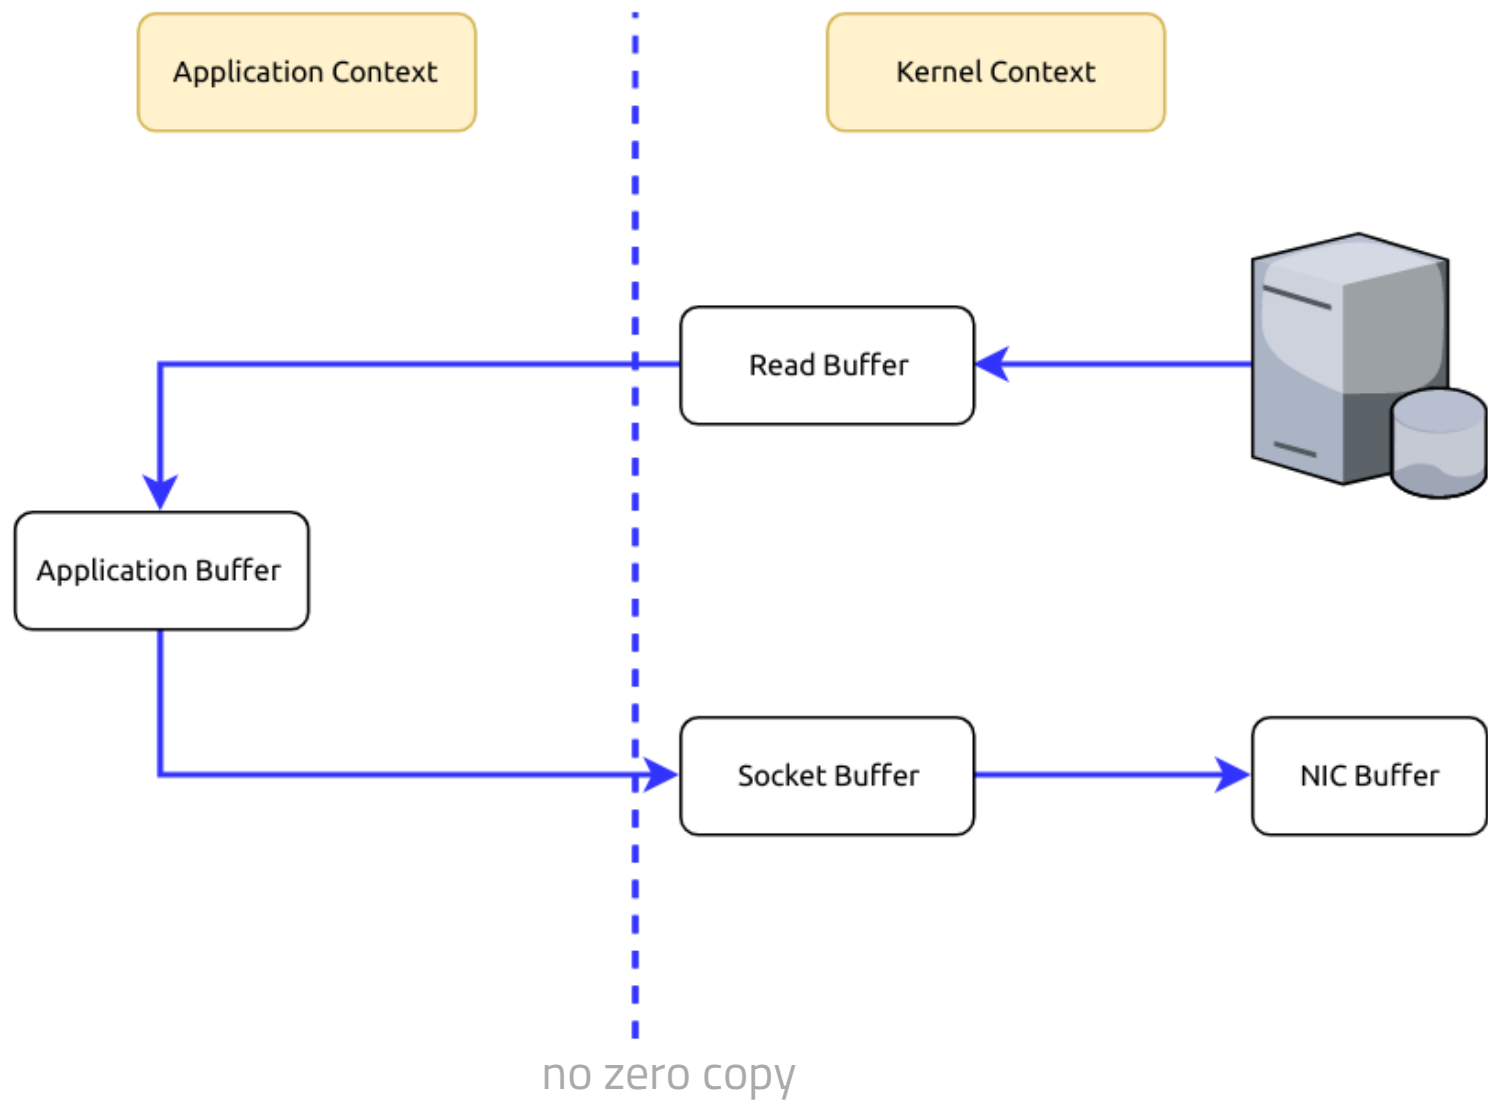 Application Context
Kernel Context
Read Buffer
Application Buffer
Socket Buffer
NIC Buffer
no zero copy